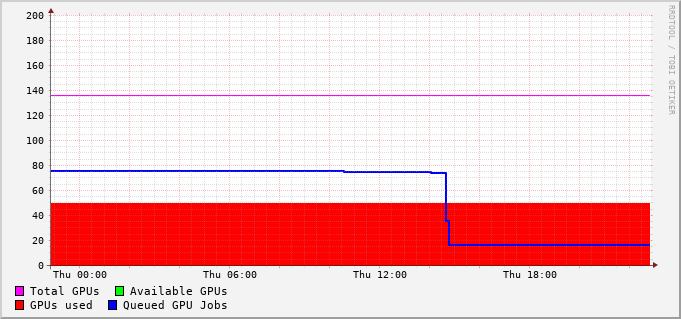 200
180
160
140
120
100
80
60
40
20
0
Thu 00:00 Thu 06:00 Thu 12:00 Thu 18:00
Total GPUs Available GPUs
GPUs used Queued GPU Jobs
RRDTOOL / TOBI OETIKER